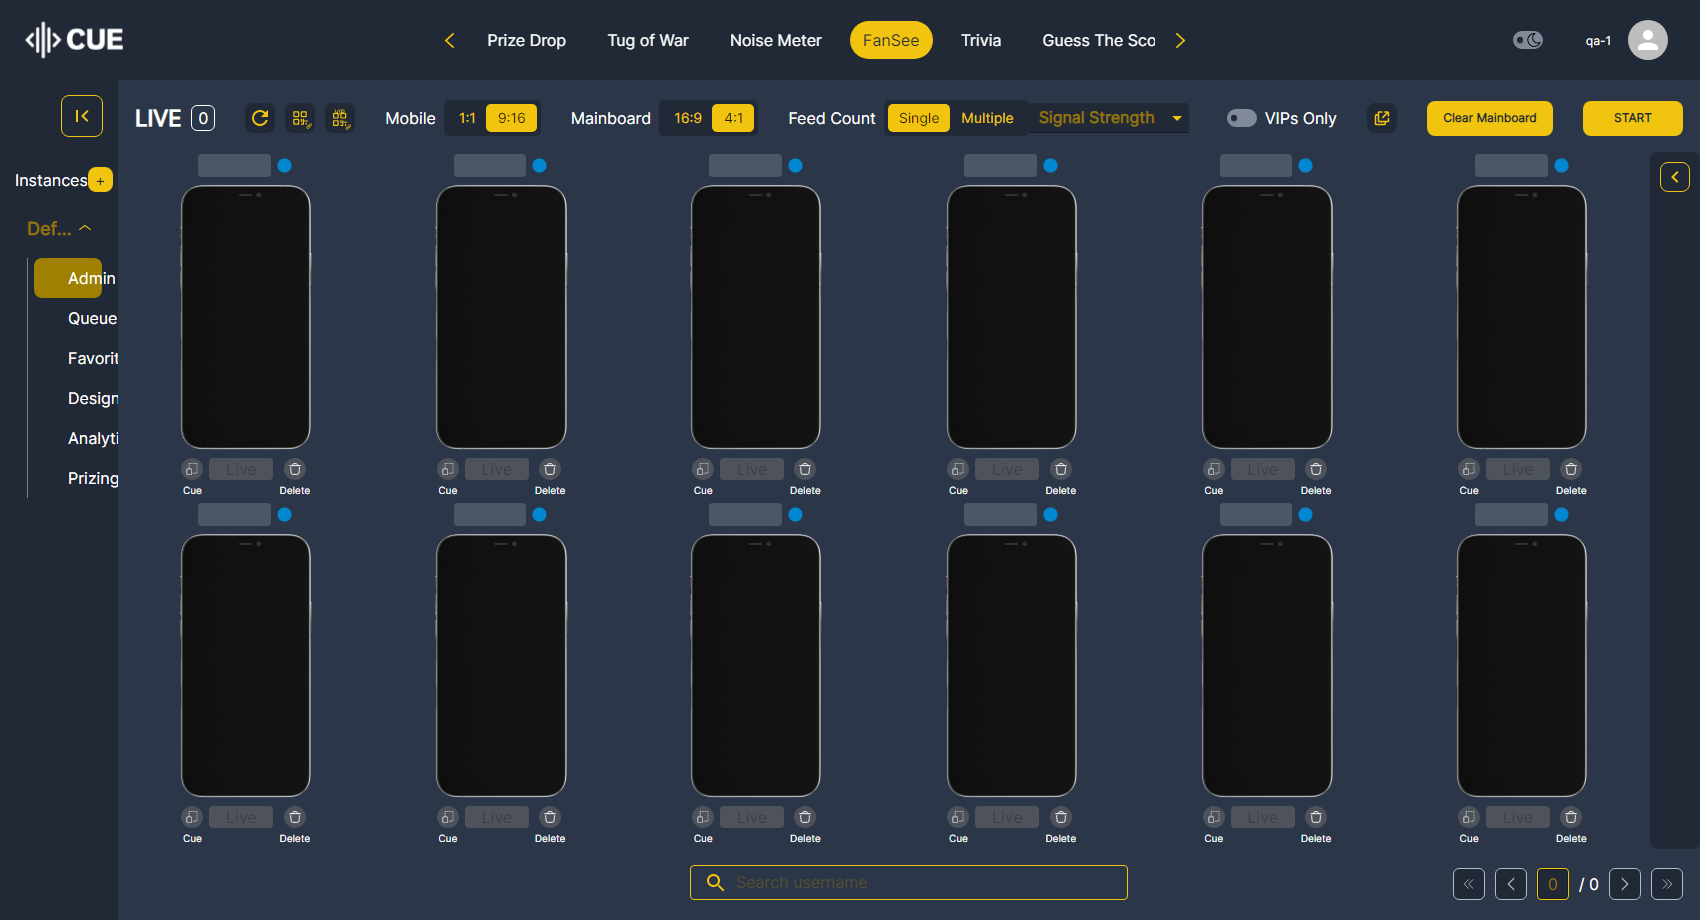 CUE
Prize Drop
Tug of War
Noise Meter
FanSee
Trivia
Guess The Sco
qa-1
LIVE 0
Mobile 1:1 9:16
Mainboard 16:9 4:1
Feed Count Single Multiple
Signal Strength
VIPs Only
Clear Mainboard
START
Instances +
Def...
Admin
Queue
Favorit
Design
Analyti
Prizing
Live Live Live Live Live Live
Cue Delete Cue Delete Cue Delete Cue Delete Cue Delete Cue Delete
Live Live Live Live Live Live
Cue Delete Cue Delete Cue Delete Cue Delete Cue Delete Cue Delete
Search username
0 / 0